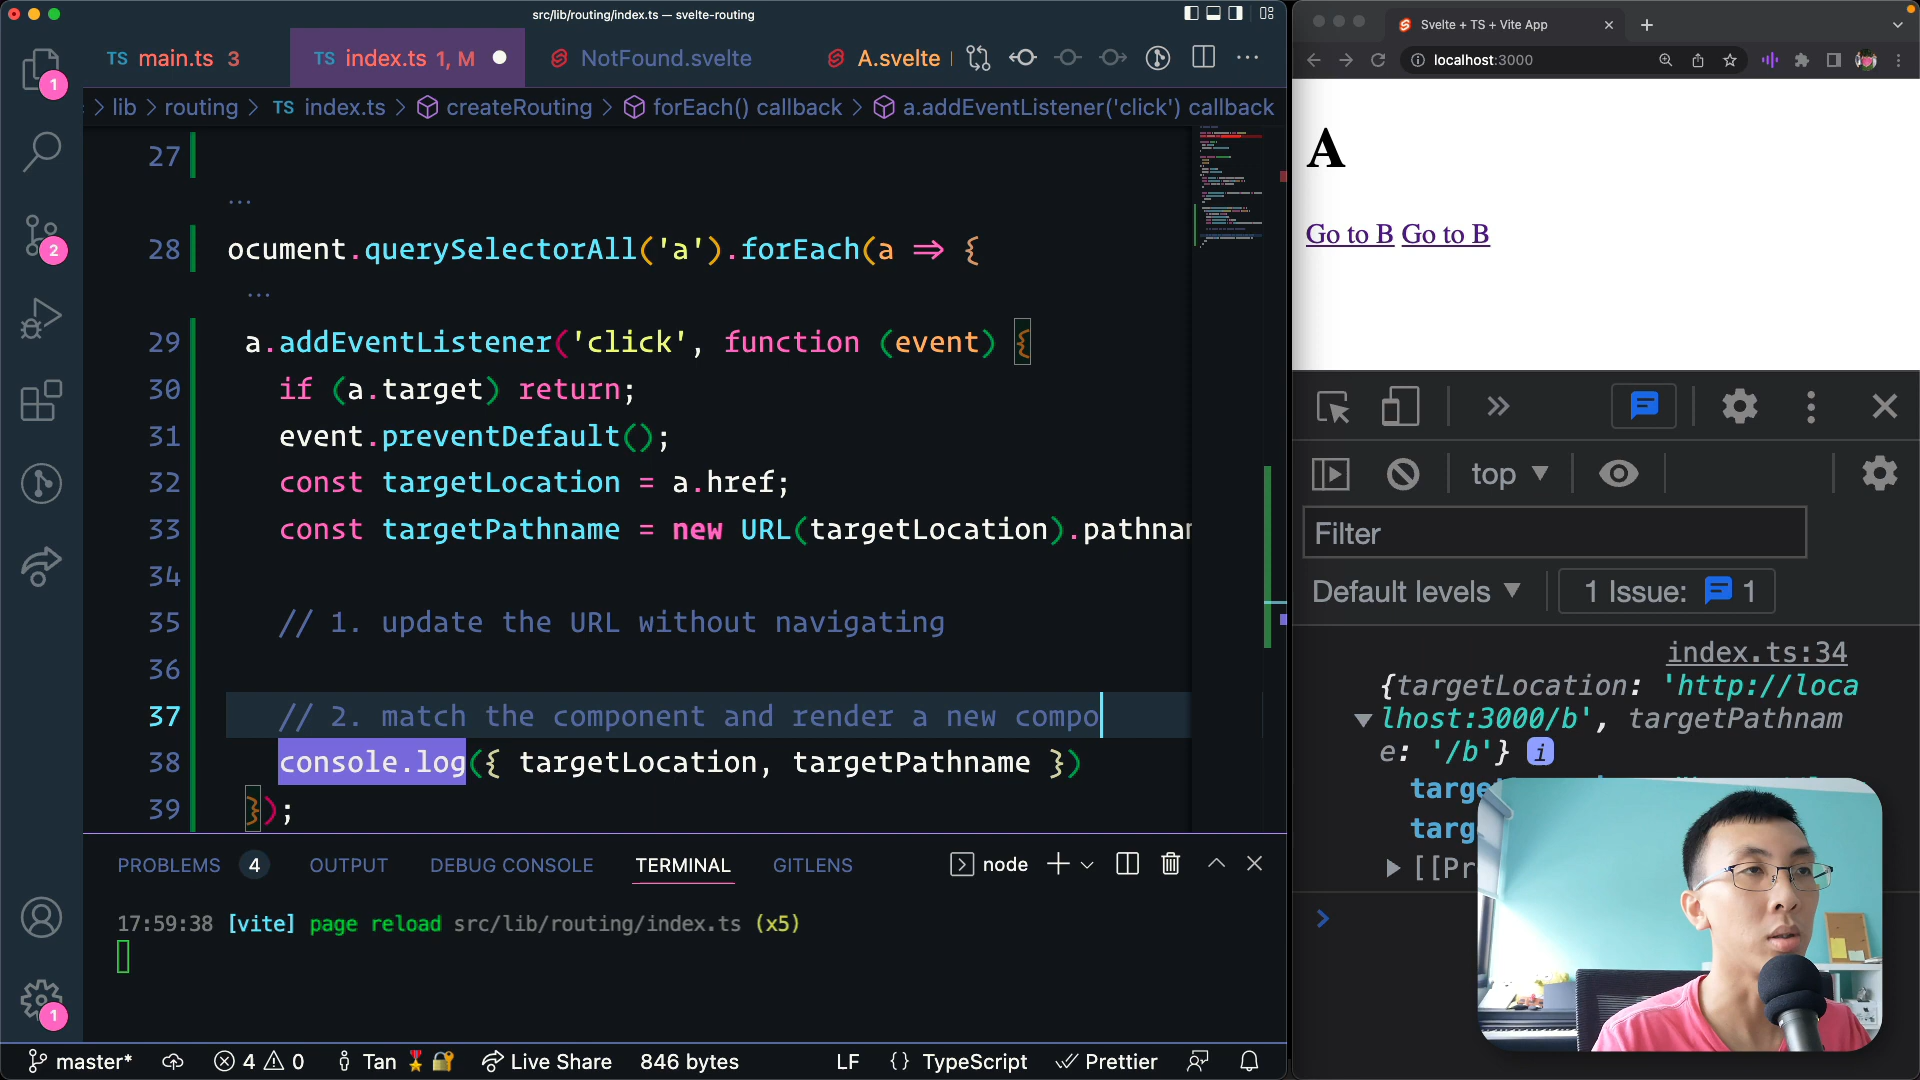 src/lib/routing/index.ts — svelte-routing
TS main.ts 3
TS index.ts 1, M
NotFound.svelte
A.svelte
lib > routing > TS index.ts > createRouting > forEach() callback > a.addEventListener('click') callback
27
28 ocument.querySelectorAll('a').forEach(a => {
29 a.addEventListener('click', function (event) {
30 if (a.target) return;
31 event.preventDefault();
32 const targetLocation = a.href;
33 const targetPathname = new URL(targetLocation).pathnam
34
35 // 1. update the URL without navigating
36
37 // 2. match the component and render a new compo
38 console.log({ targetLocation, targetPathname })
39 });
1
2
1
PROBLEMS 4 OUTPUT DEBUG CONSOLE TERMINAL GITLENS
node
17:59:38 [vite] page reload src/lib/routing/index.ts (x5)
master* 4 0 Tan Live Share 846 bytes LF {} TypeScript Prettier
Svelte + TS + Vite App
localhost:3000
A
Go to B Go to B
top
Filter
Default levels 1 Issue: 1
index.ts:34
{targetLocation: 'http://loca
lhost:3000/b', targetPathnam
e: '/b'} i
targe
targ
[[Pr